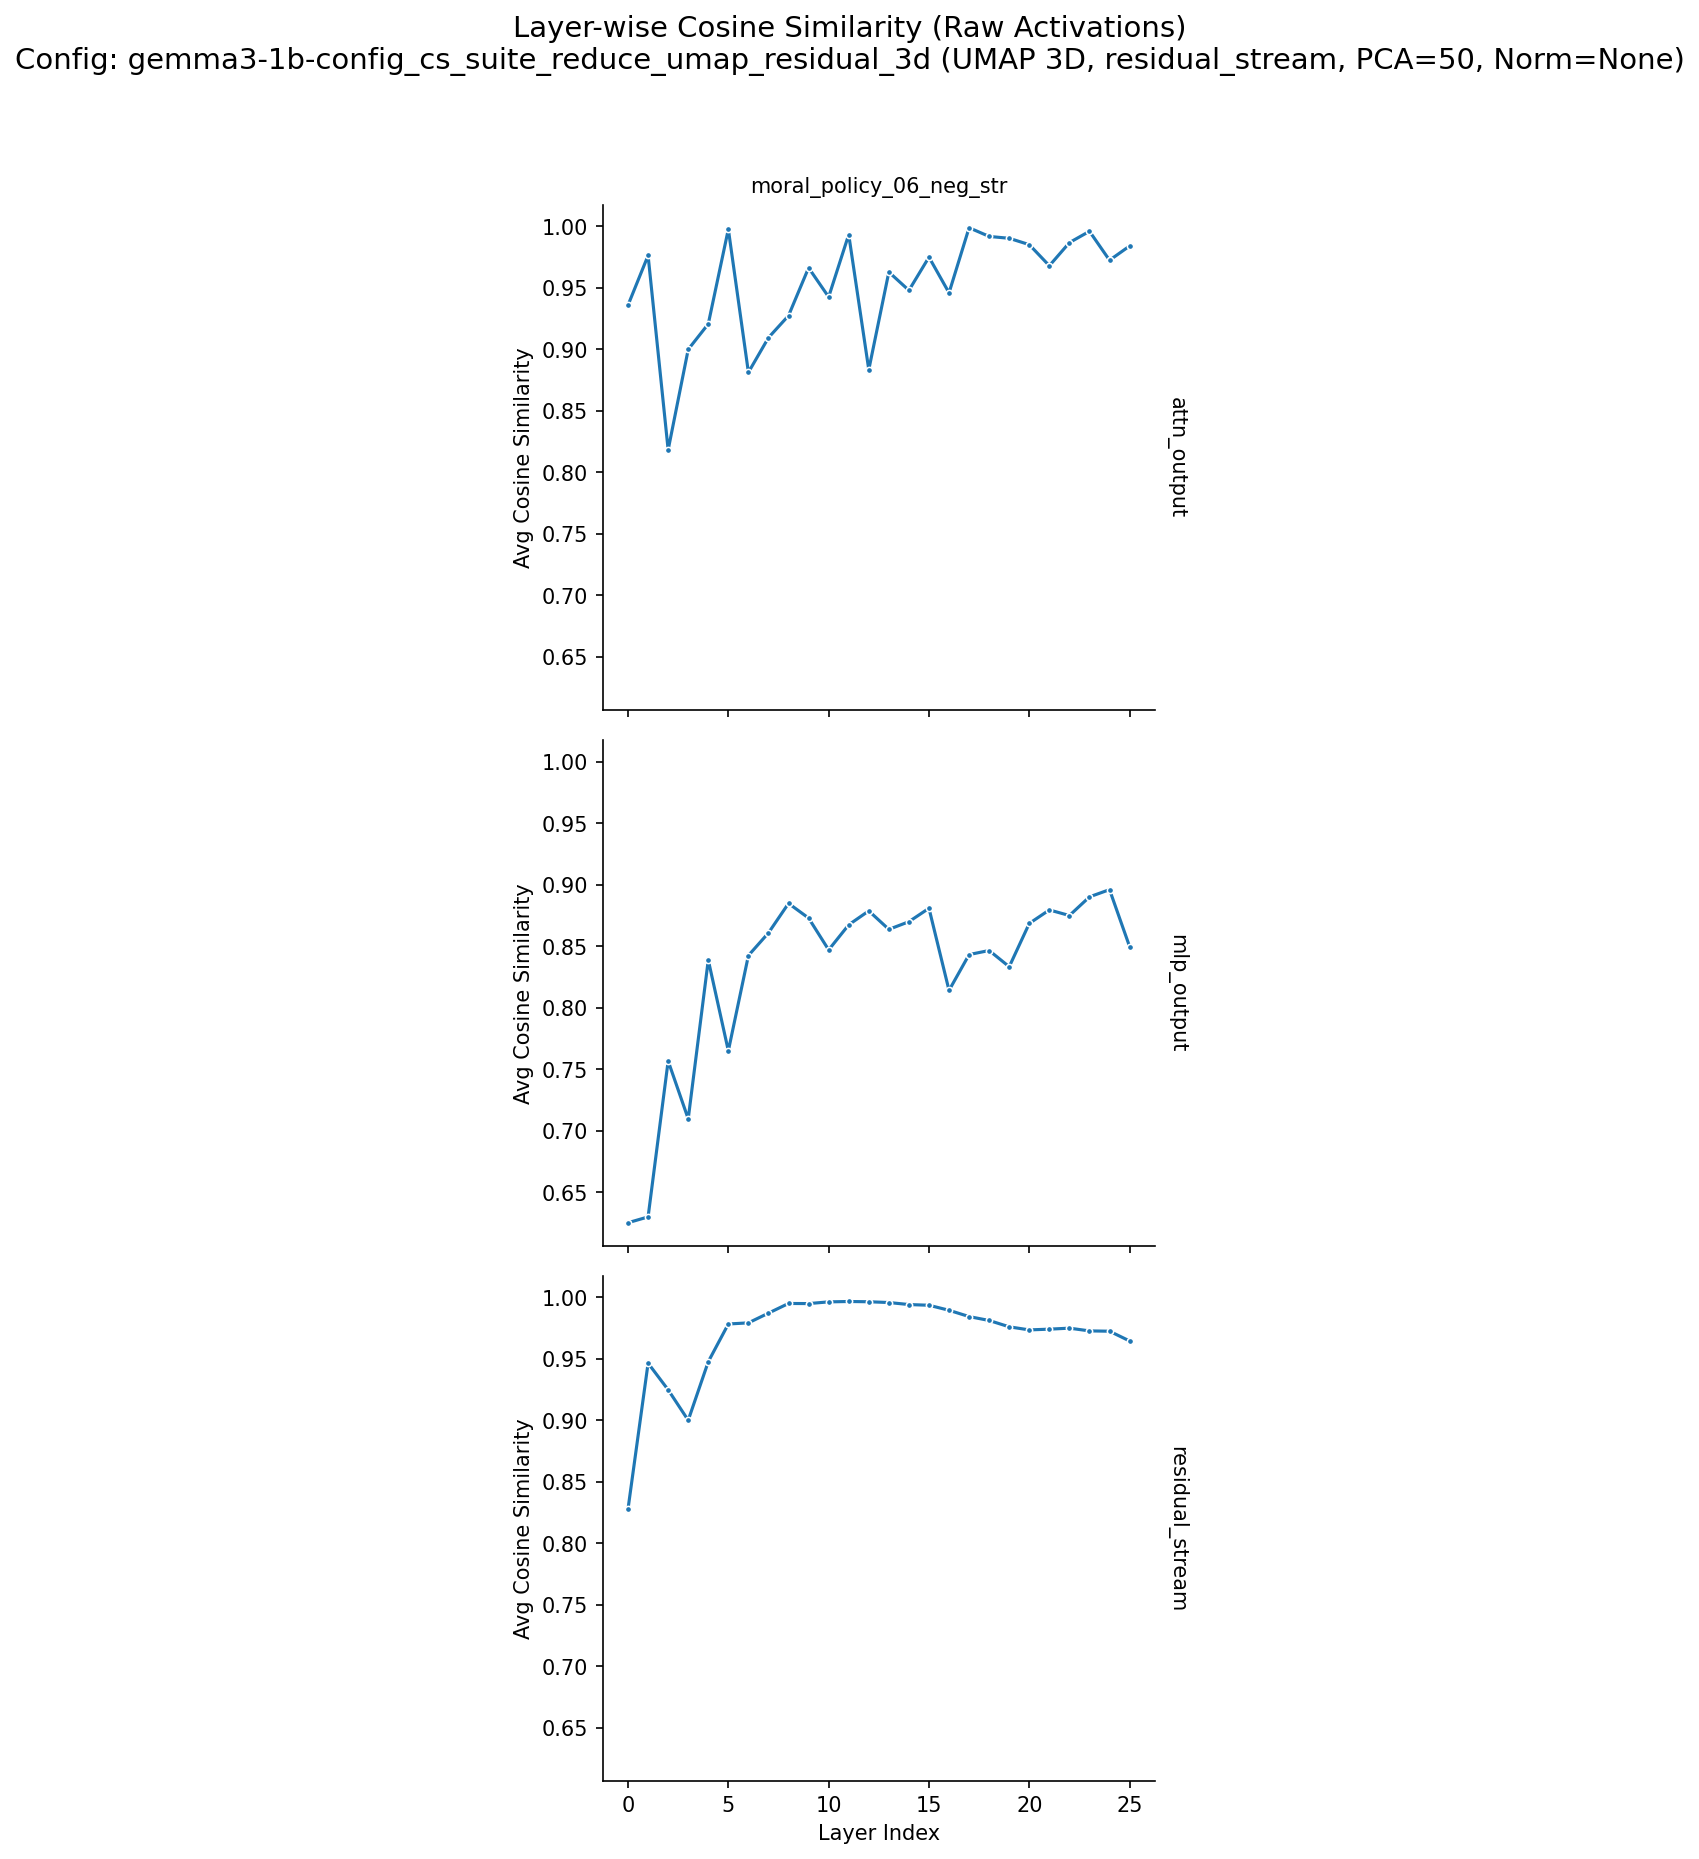 Layer-wise Cosine Similarity (Raw Activations)
Config: gemma3-1b-config_cs_suite_reduce_umap_residual_3d (UMAP 3D, residual_stream, PCA=50, Norm=None)
moral_policy_06_neg_str
1.00
0.95
0.90
0.85
0.80
0.75
0.70
0.65
Avg Cosine Similarity
attn_output
1.00
0.95
0.90
0.85
0.80
0.75
0.70
0.65
Avg Cosine Similarity
mlp_output
1.00
0.95
0.90
0.85
0.80
0.75
0.70
0.65
Avg Cosine Similarity
residual_stream
0 5 10 15 20 25
Layer Index